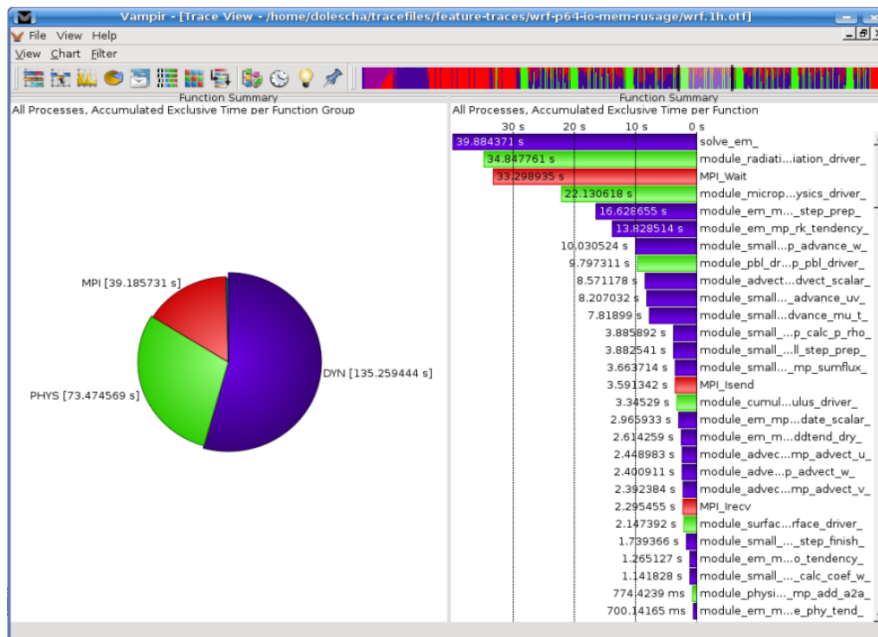 Vampir - [Trace View - /home/dolescha/tracefiles/feature-traces/wrf-p64-io-mem-rusage/wrf.1h.otf]
File View Help
View Chart Filter
Function Summary
All Processes, Accumulated Exclusive Time per Function Group
MPI [39.185731 s]
PHYS [73.474569 s]
DYN [135.259444 s]
Function Summary
All Processes, Accumulated Exclusive Time per Function
30 s 20 s 10 s 0 s
39.884371 s solve_em_
34.847761 s module_radiati...iation_driver_
33.298935 s MPI_Wait
22.130618 s module_microp...ysics_driver_
16.628655 s module_em_m..._step_prep_
13.828514 s module_em_mp_rk_tendency_
10.030524 s module_small...p_advance_w_
9.797311 s module_pbl_dr...p_pbl_driver_
8.571178 s module_advect...dvect_scalar_
8.207032 s module_small..._advance_uv_
7.81899 s module_small...dvance_mu_t_
3.885892 s module_small...p_calc_p_rho_
3.882541 s module_small...ll_step_prep_
3.663714 s module_small..._mp_sumflux_
3.591342 s MPI_Isend
3.34529 s module_cumul...ulus_driver_
2.965933 s module_em_mp...date_scalar_
2.614259 s module_em_m...ddtend_dry_
2.448983 s module_advec...mp_advect_u_
2.400911 s module_adve...p_advect_w_
2.392384 s module_advec...mp_advect_v_
2.295455 s MPI_Irecv
2.147392 s module_surfac...rface_driver_
1.739366 s module_small_..._step_finish_
1.265127 s module_em_m...o_tendency_
1.141828 s module_small_..._calc_coef_w_
774.4239 ms module_physi..._mp_add_a2a_
700.14165 ms module_em_m...e_phy_tend_